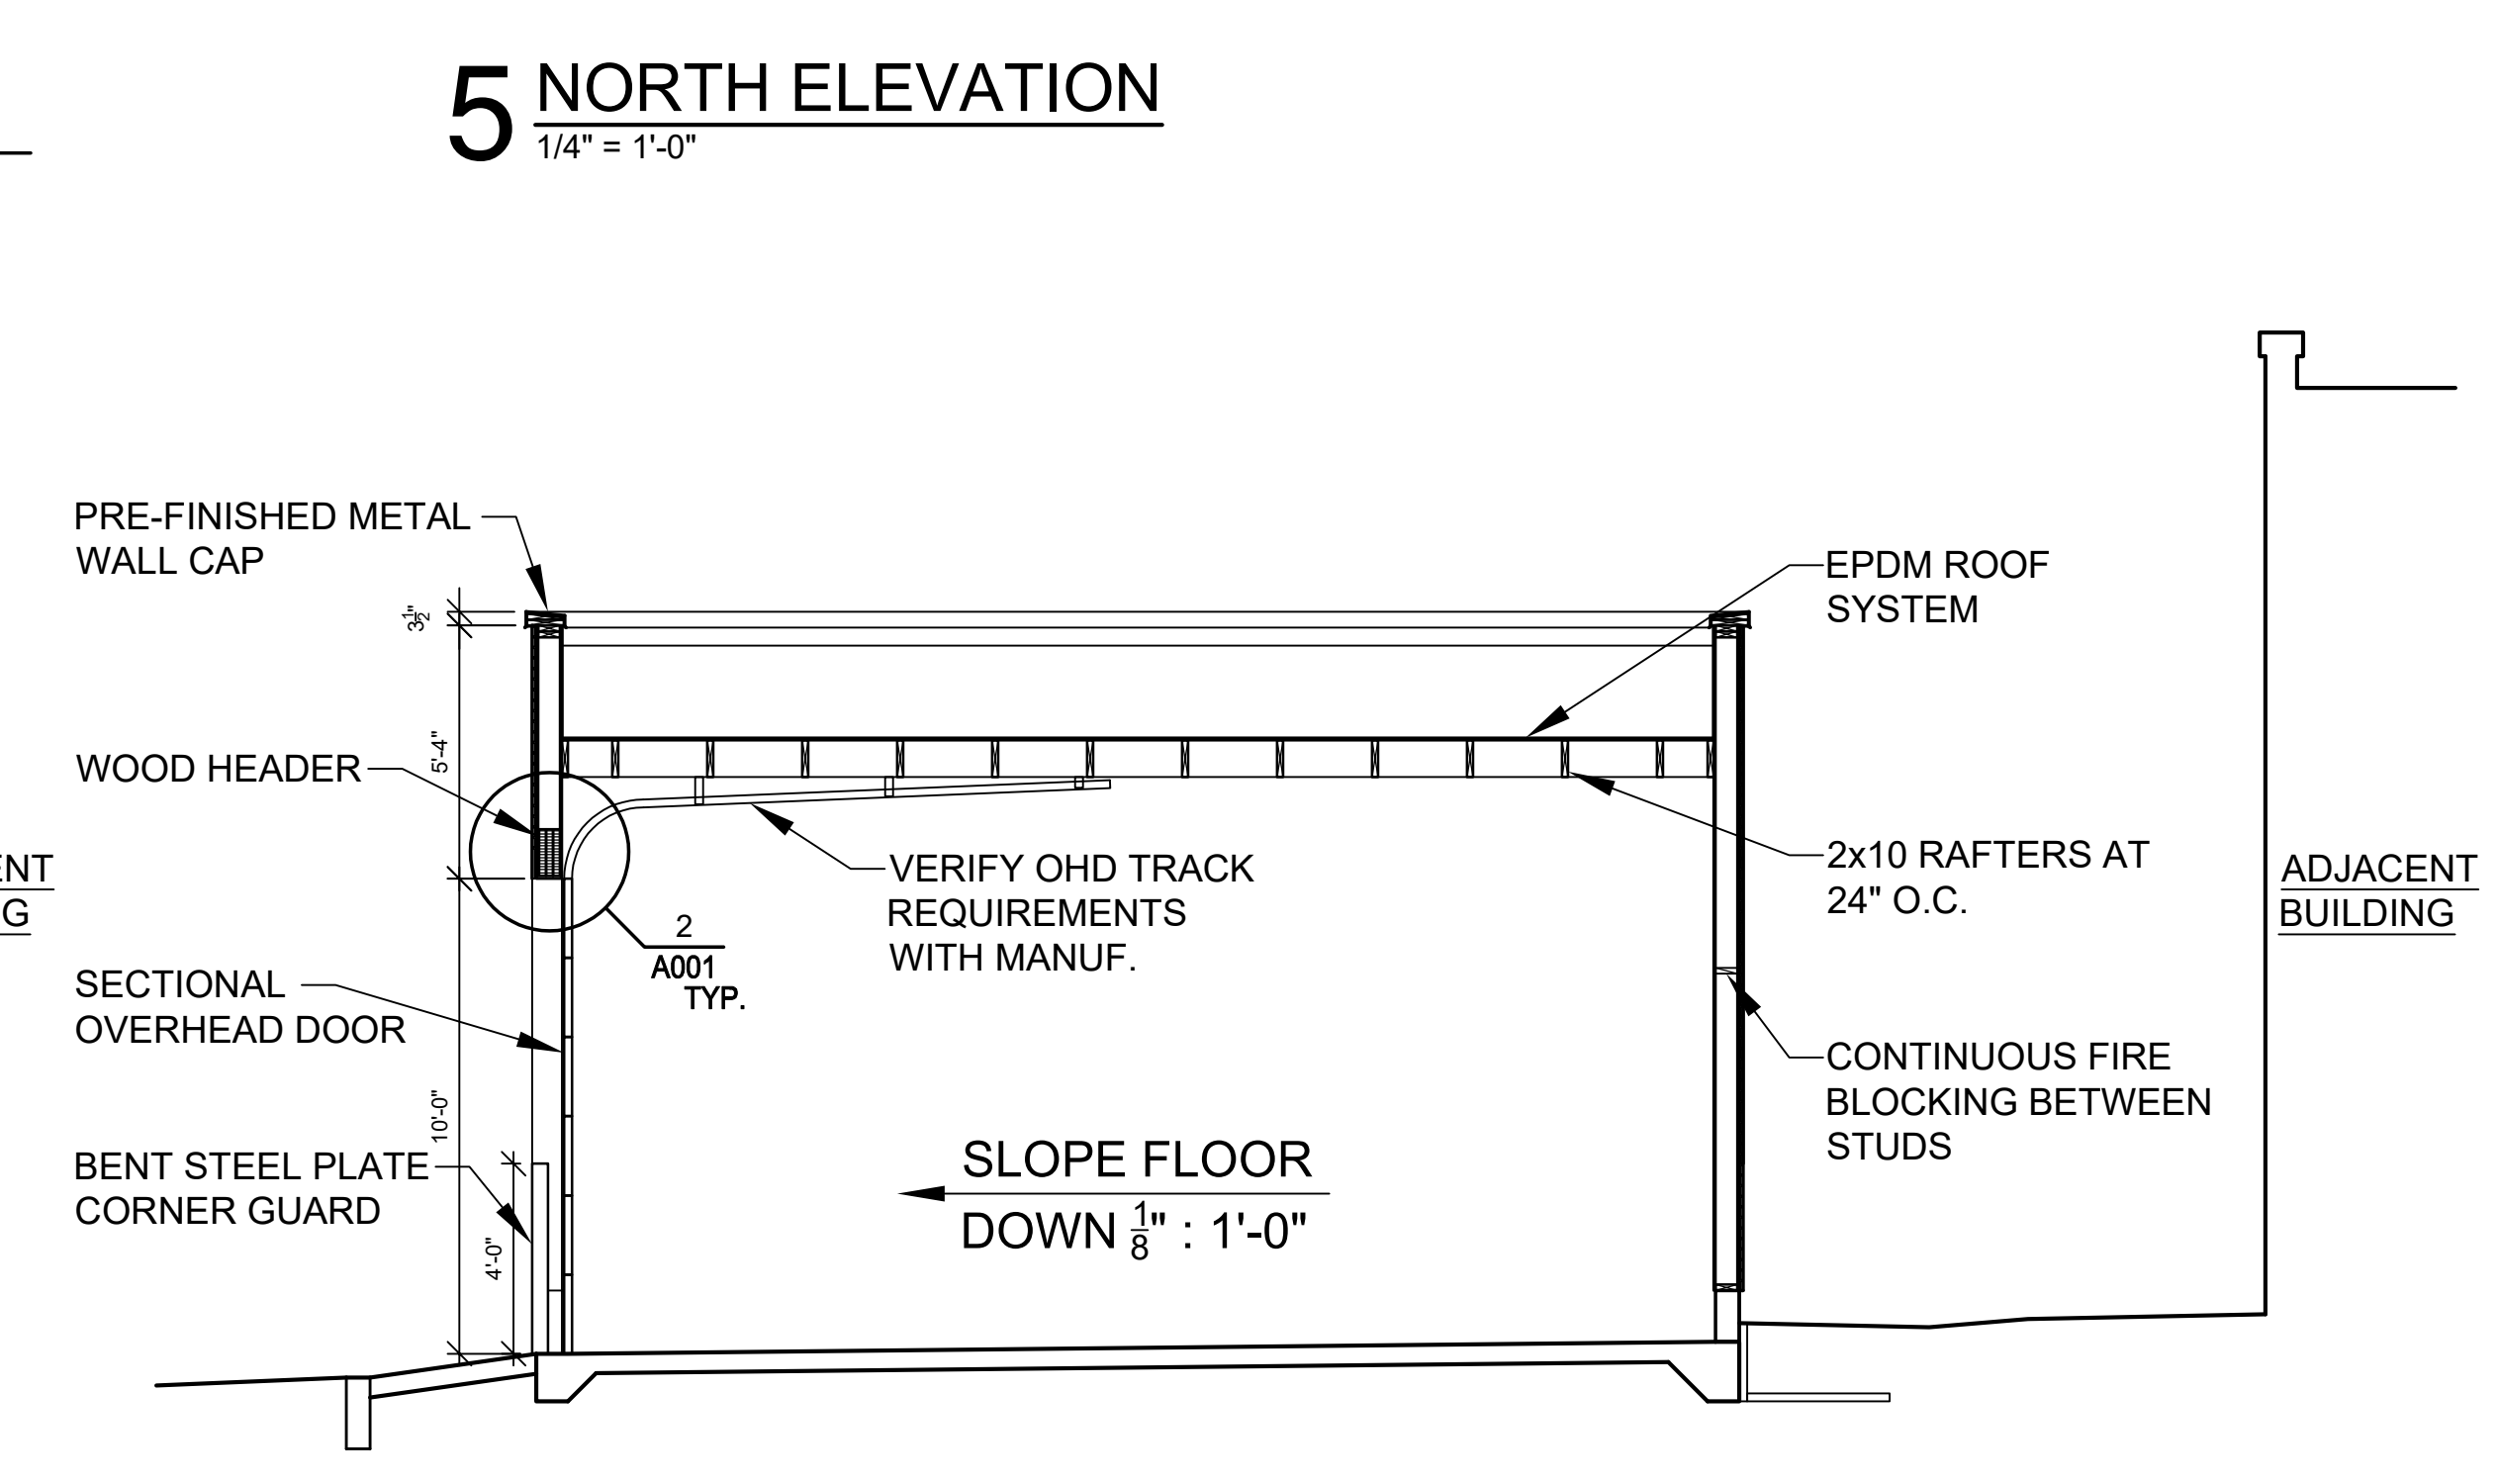 5 NORTH ELEVATION
1/4" = 1'-0"
PRE-FINISHED METAL
WALL CAP
3 1/2"
EPDM ROOF
SYSTEM
5'-4"
WOOD HEADER
VERIFY OHD TRACK
REQUIREMENTS
WITH MANUF.
2x10 RAFTERS AT
24" O.C.
ENT
G
ADJACENT
BUILDING
2
A001
TYP.
SECTIONAL
OVERHEAD DOOR
CONTINUOUS FIRE
BLOCKING BETWEEN
STUDS
10'-0"
BENT STEEL PLATE
CORNER GUARD
4'-0"
SLOPE FLOOR
DOWN 1/8" : 1'-0"